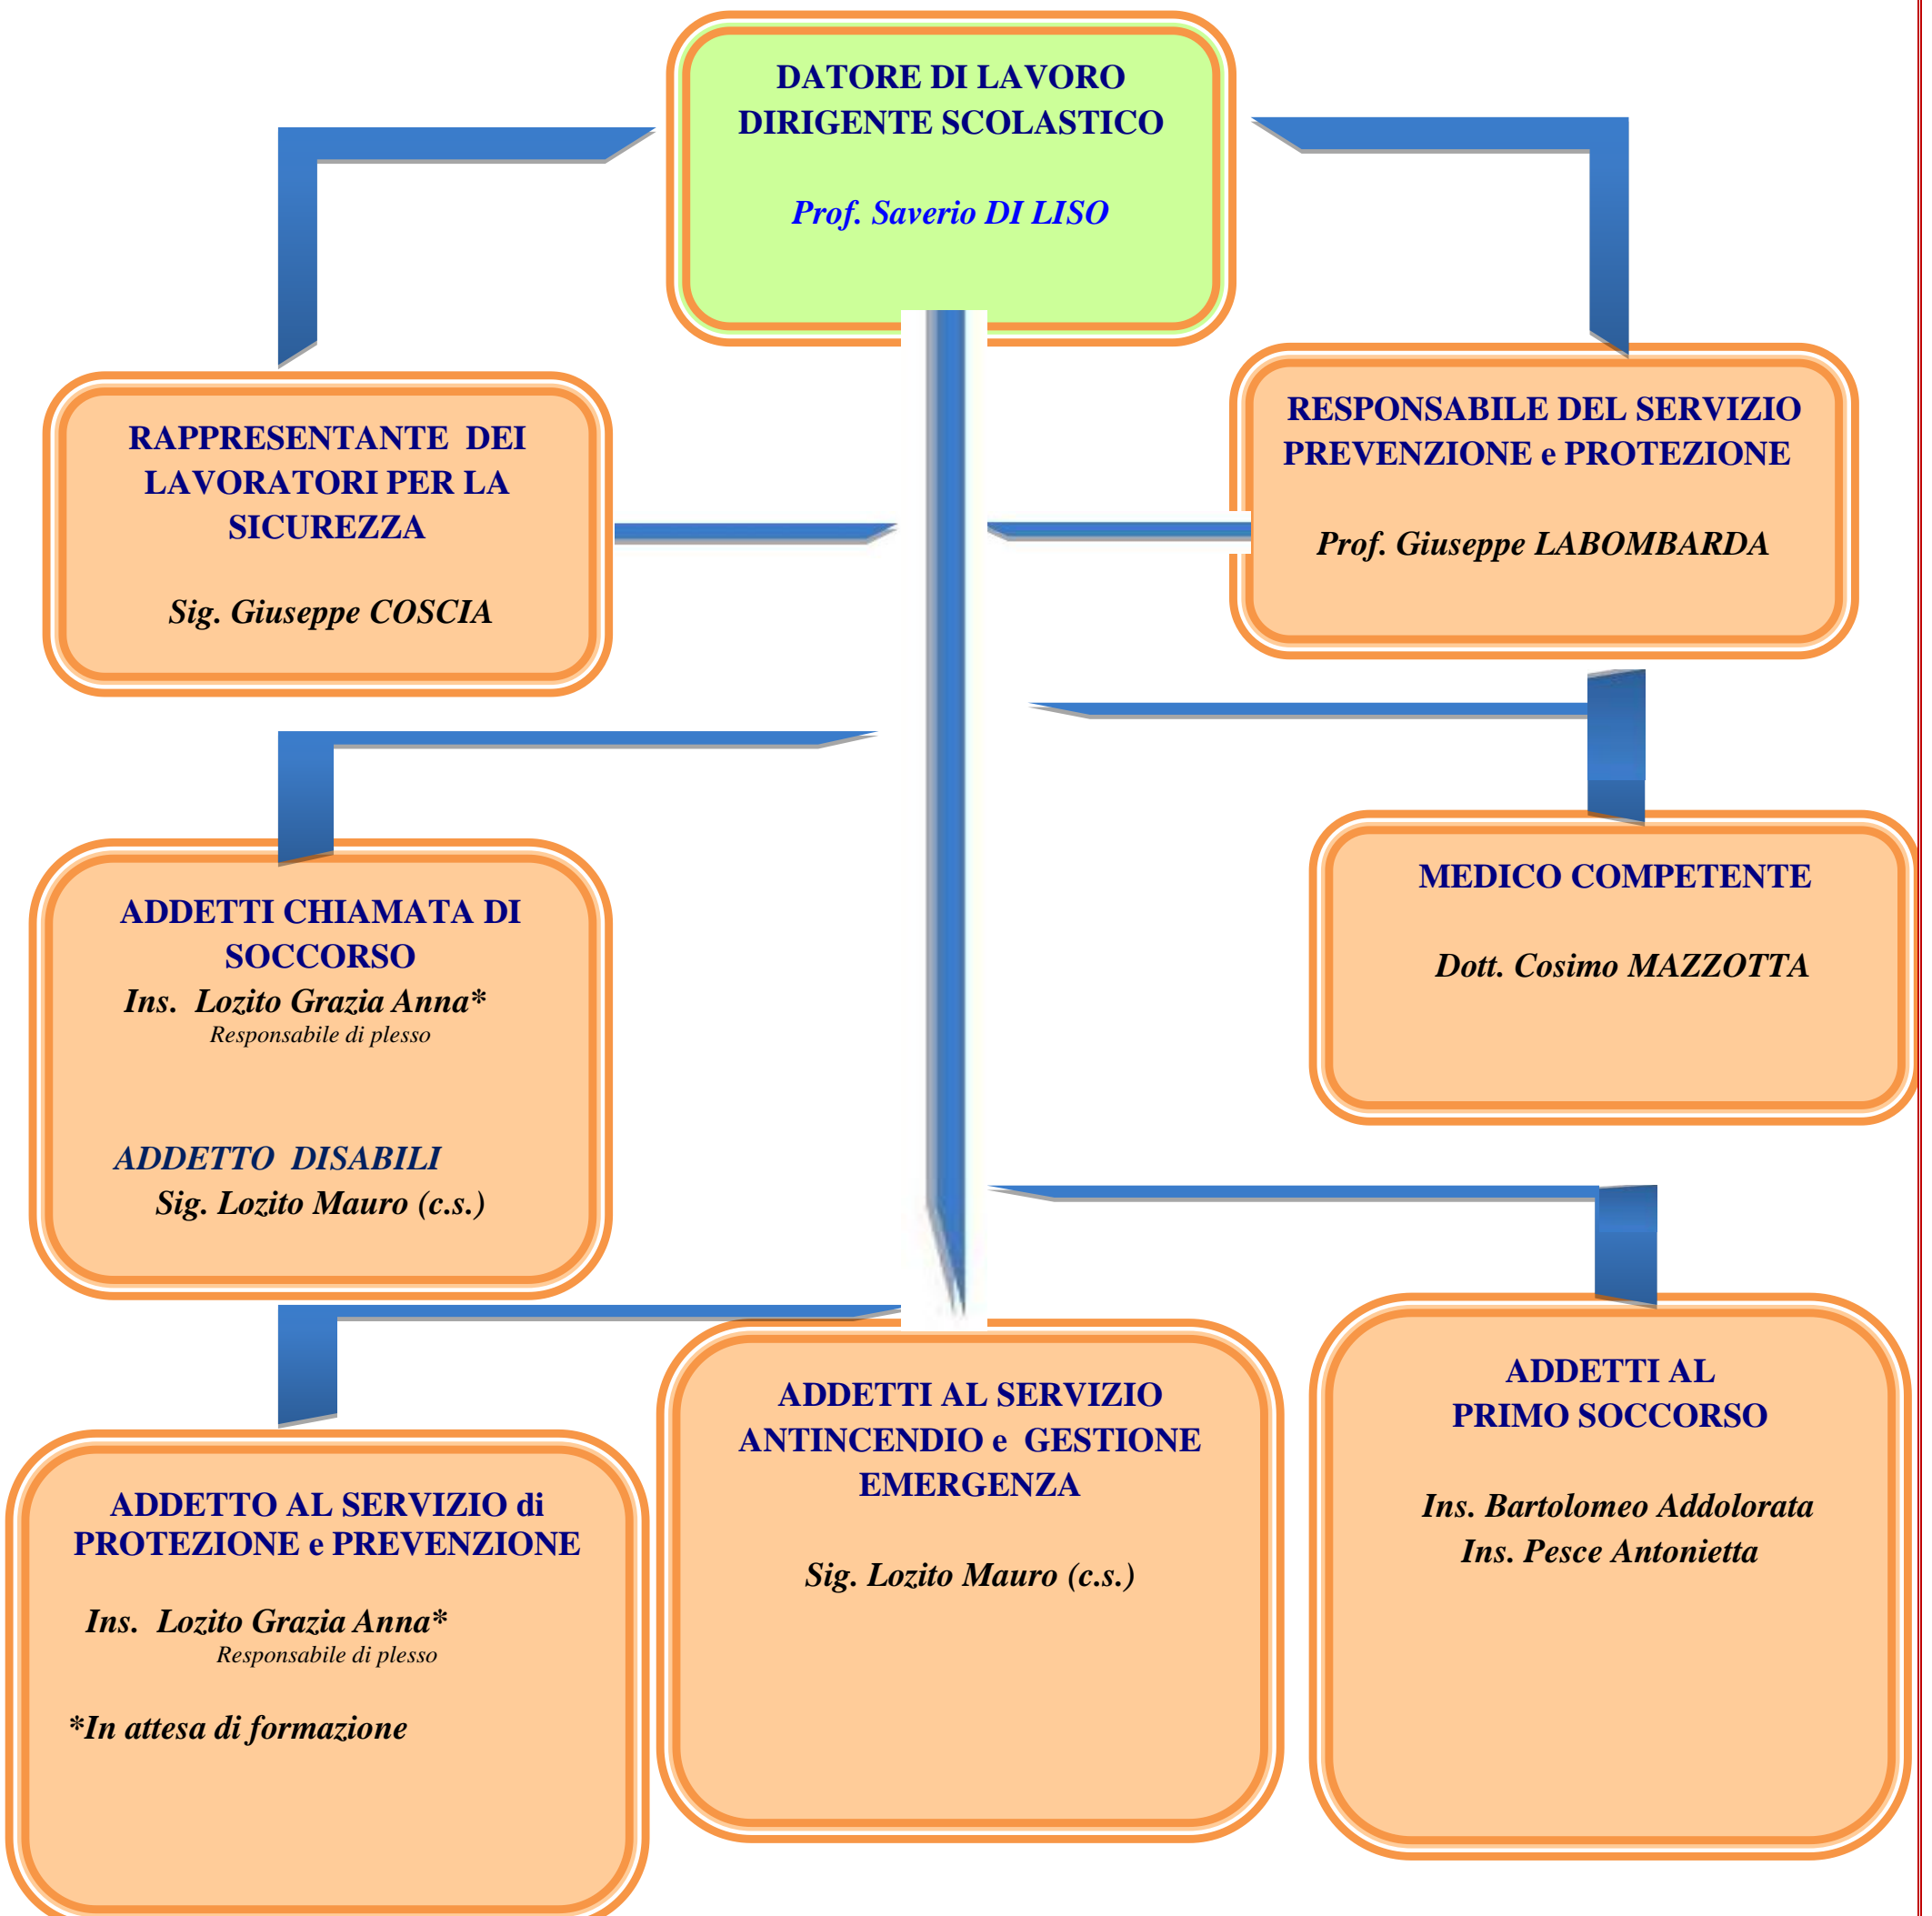 DATORE DI LAVORO
DIRIGENTE SCOLASTICO
Prof. Saverio DI LISO
RAPPRESENTANTE DEI
LAVORATORI PER LA
SICUREZZA
Sig. Giuseppe COSCIA
RESPONSABILE DEL SERVIZIO
PREVENZIONE e PROTEZIONE
Prof. Giuseppe LABOMBARDA
ADDETTI CHIAMATA DI
SOCCORSO
Ins. Lozito Grazia Anna*
Responsabile di plesso
ADDETTO DISABILI
Sig. Lozito Mauro (c.s.)
MEDICO COMPETENTE
Dott. Cosimo MAZZOTTA
ADDETTO AL SERVIZIO di
PROTEZIONE e PREVENZIONE
Ins. Lozito Grazia Anna*
Responsabile di plesso
*In attesa di formazione
ADDETTI AL SERVIZIO
ANTINCENDIO e GESTIONE
EMERGENZA
Sig. Lozito Mauro (c.s.)
ADDETTI AL
PRIMO SOCCORSO
Ins. Bartolomeo Addolorata
Ins. Pesce Antonietta